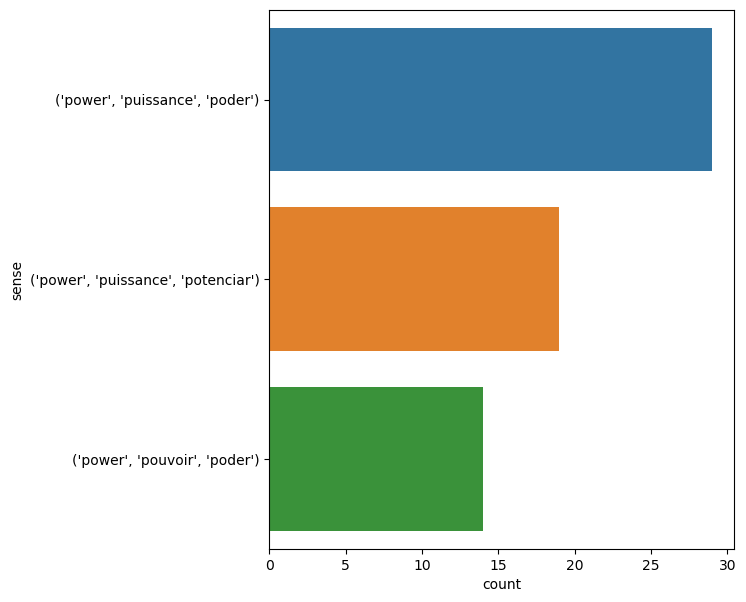 ('power', 'puissance', 'poder')
('power', 'puissance', 'potenciar')
('power', 'pouvoir', 'poder')
sense
0 5 10 15 20 25 30
count